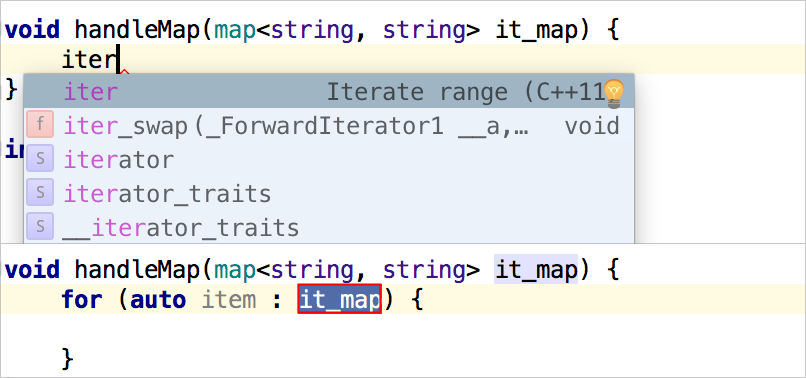 void handleMap(map<string, string> it_map) {
iter
}
iter Iterate range (C++11
f iter_swap(_ForwardIterator1 __a,… void
in
S iterator
S iterator_traits
S __iterator_traits
void handleMap(map<string, string> it_map) {
for (auto item : it_map) {
}